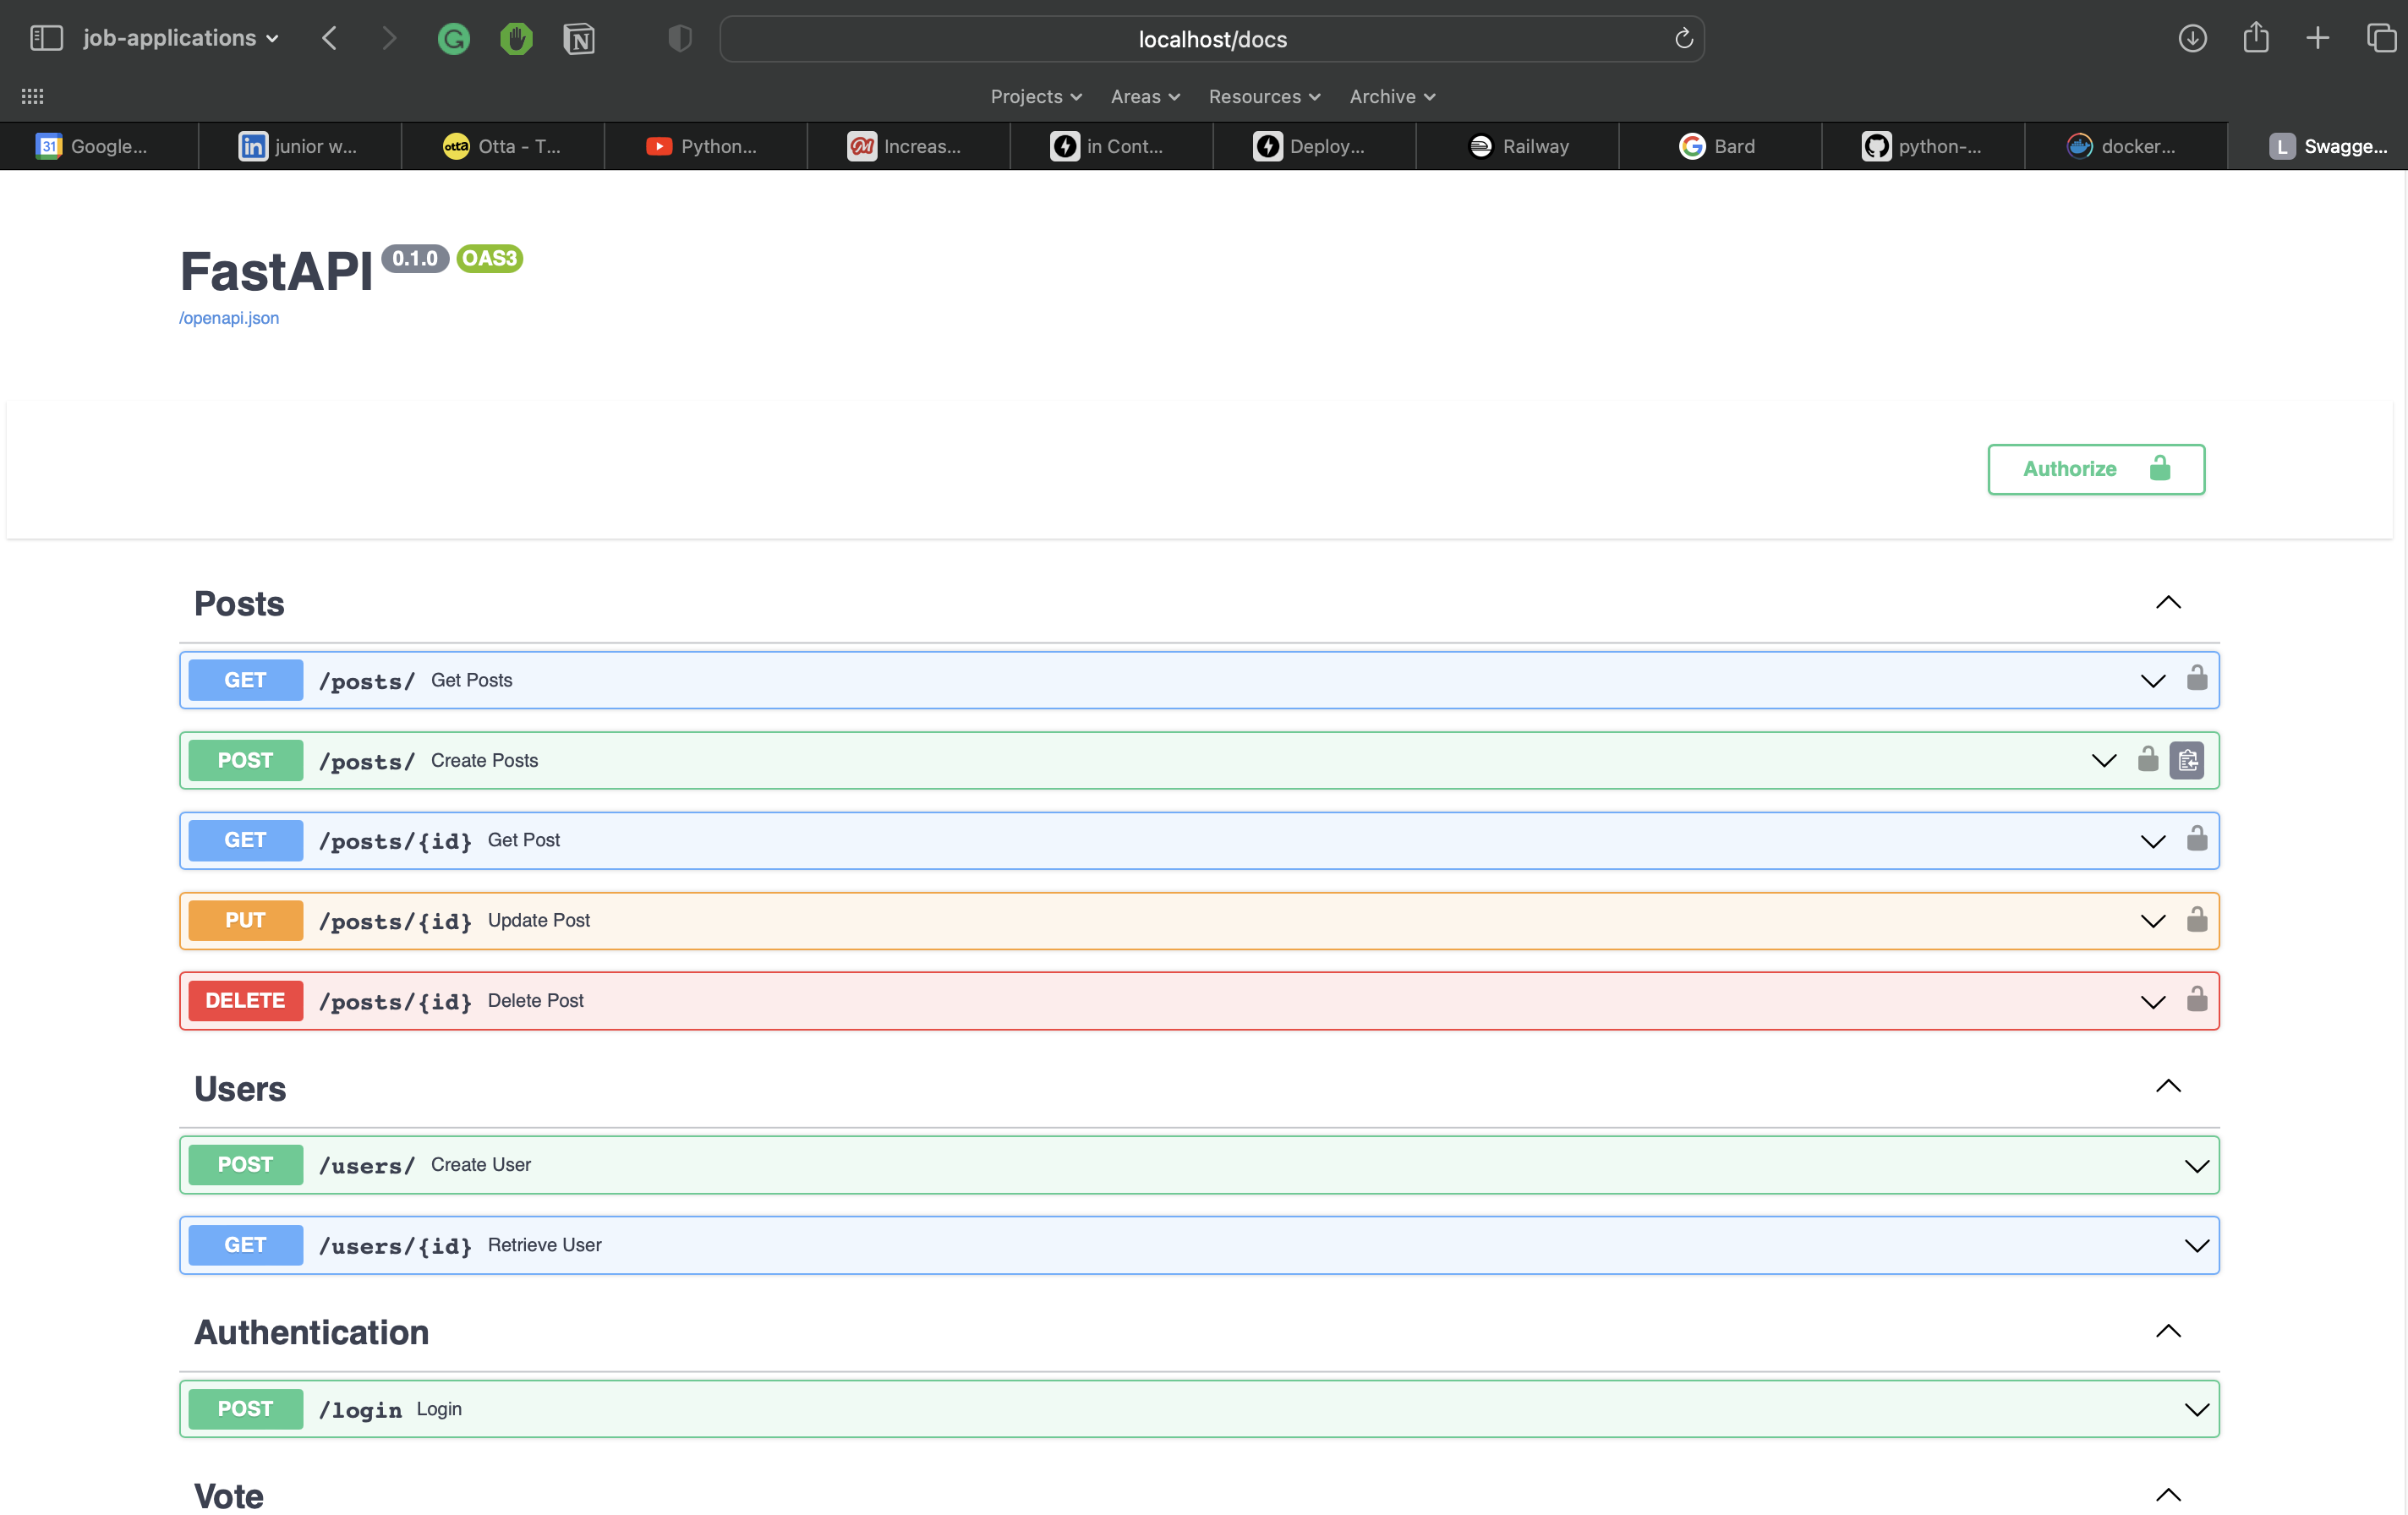 job-applications
localhost/docs
Projects Areas Resources Archive
31 Google... in junior w... otta Otta - T... Python... Increas... in Cont... Deploy... Railway Bard python-... docker... L Swagge...
FastAPI 0.1.0 OAS3
/openapi.json
Authorize
Posts
GET /posts/ Get Posts
POST /posts/ Create Posts
GET /posts/{id} Get Post
PUT /posts/{id} Update Post
DELETE /posts/{id} Delete Post
Users
POST /users/ Create User
GET /users/{id} Retrieve User
Authentication
POST /login Login
Vote